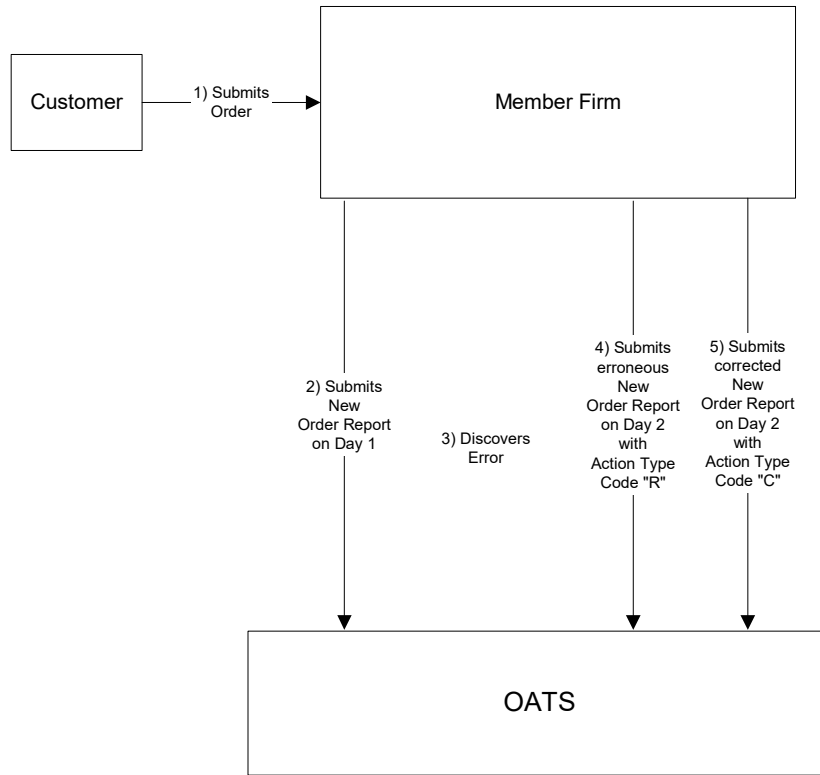 Customer
1) Submits
Order
Member Firm
2) Submits
New
Order Report
on Day 1
3) Discovers
Error
4) Submits
erroneous
New
Order Report
on Day 2
with
Action Type
Code "R"
5) Submits
corrected
New
Order Report
on Day 2
with
Action Type
Code "C"
OATS